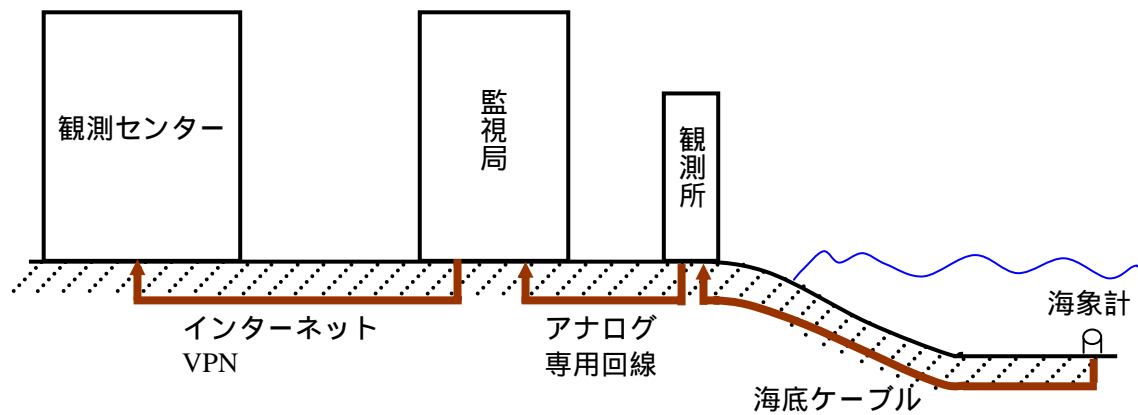 観測センター
監視局
観測所
海象計
インターネット
VPN
アナログ
専用回線
海底ケーブル